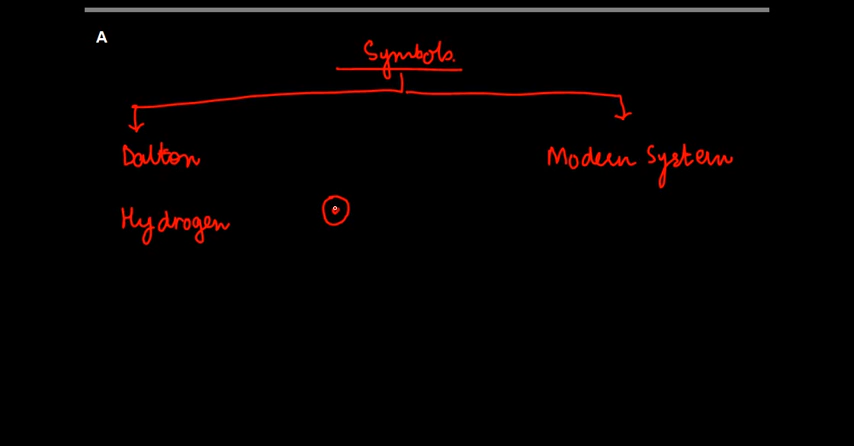 A
Symbols.
Dalton
Modern System
Hydrogen